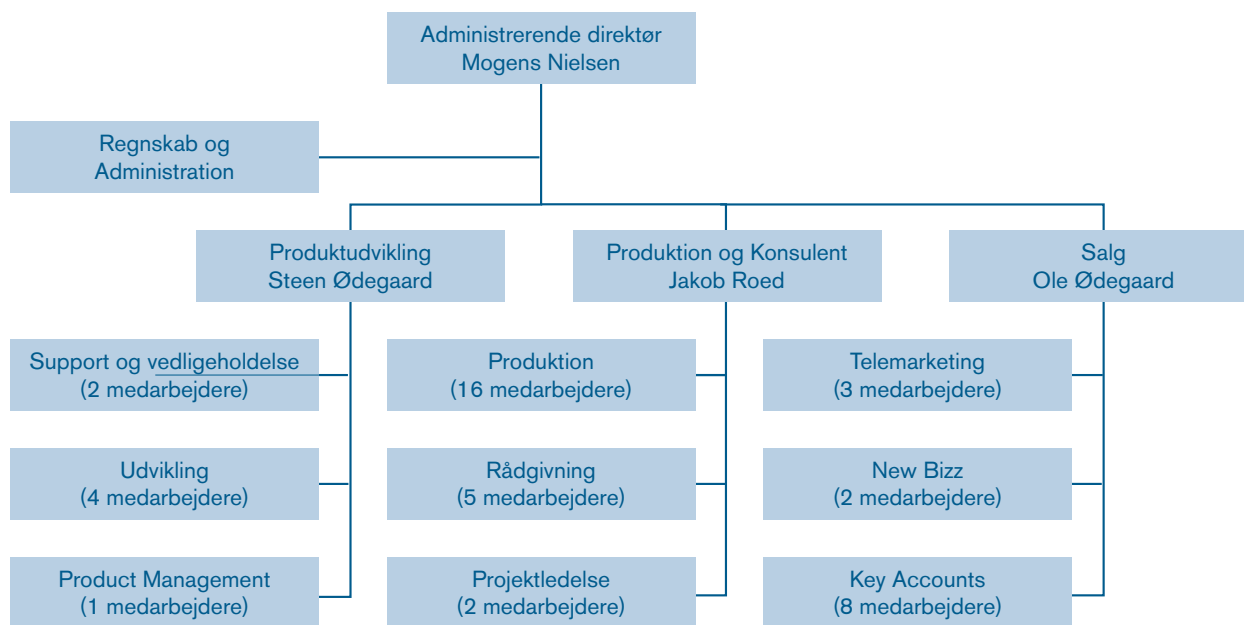 Administrerende direktør
Mogens Nielsen
Regnskab og
Administration
Produktudvikling
Steen Ødegaard
Produktion og Konsulent
Jakob Roed
Salg
Ole Ødegaard
Support og vedligeholdelse
(2 medarbejdere)
Produktion
(16 medarbejdere)
Telemarketing
(3 medarbejdere)
Udvikling
(4 medarbejdere)
Rådgivning
(5 medarbejdere)
New Bizz
(2 medarbejdere)
Product Management
(1 medarbejdere)
Projektledelse
(2 medarbejdere)
Key Accounts
(8 medarbejdere)